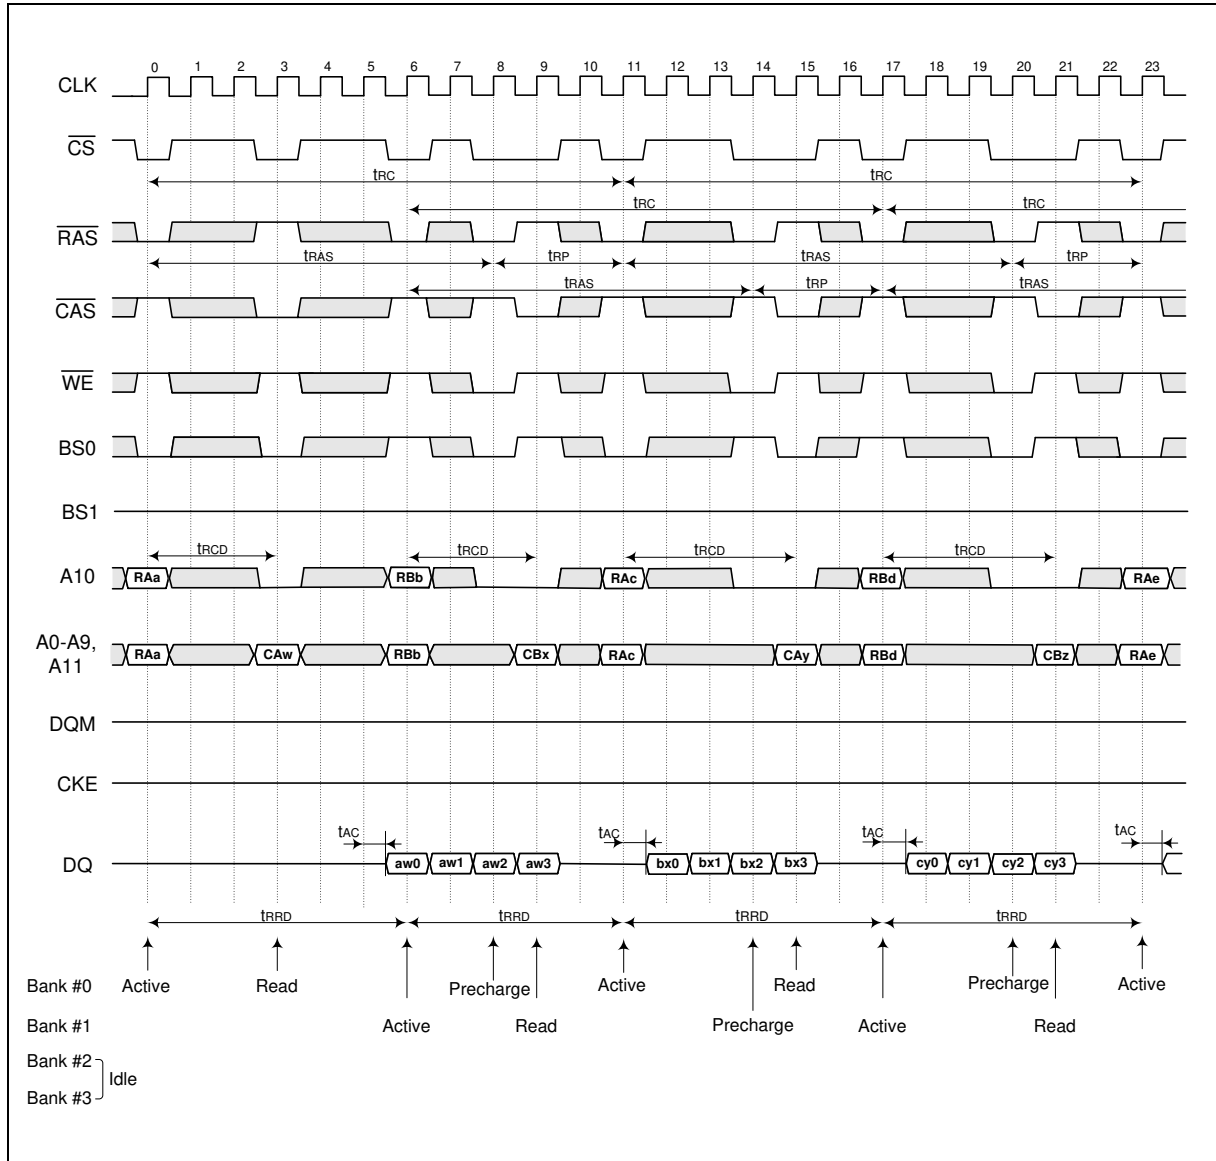 0 1 2 3 4 5 6 7 8 9 10 11 12 13 14 15 16 17 18 19 20 21 22 23
CLK
CS
tRC tRC
tRC tRC
RAS
tRAS tRP tRAS tRP
tRAS tRP tRAS
CAS
WE
BS0
BS1
tRCD tRCD tRCD tRCD
A10 RAa RBb RAc RBd RAe
A0-A9,
A11 RAa CAw RBb CBx RAc CAy RBd CBz RAe
DQM
CKE
tAC tAC tAC tAC
DQ aw0 aw1 aw2 aw3 bx0 bx1 bx2 bx3 cy0 cy1 cy2 cy3
tRRD tRRD tRRD tRRD
Bank #0 Active Read Precharge Active Read Precharge Active
Bank #1 Active Read Precharge Active Read
Bank #2
Idle
Bank #3